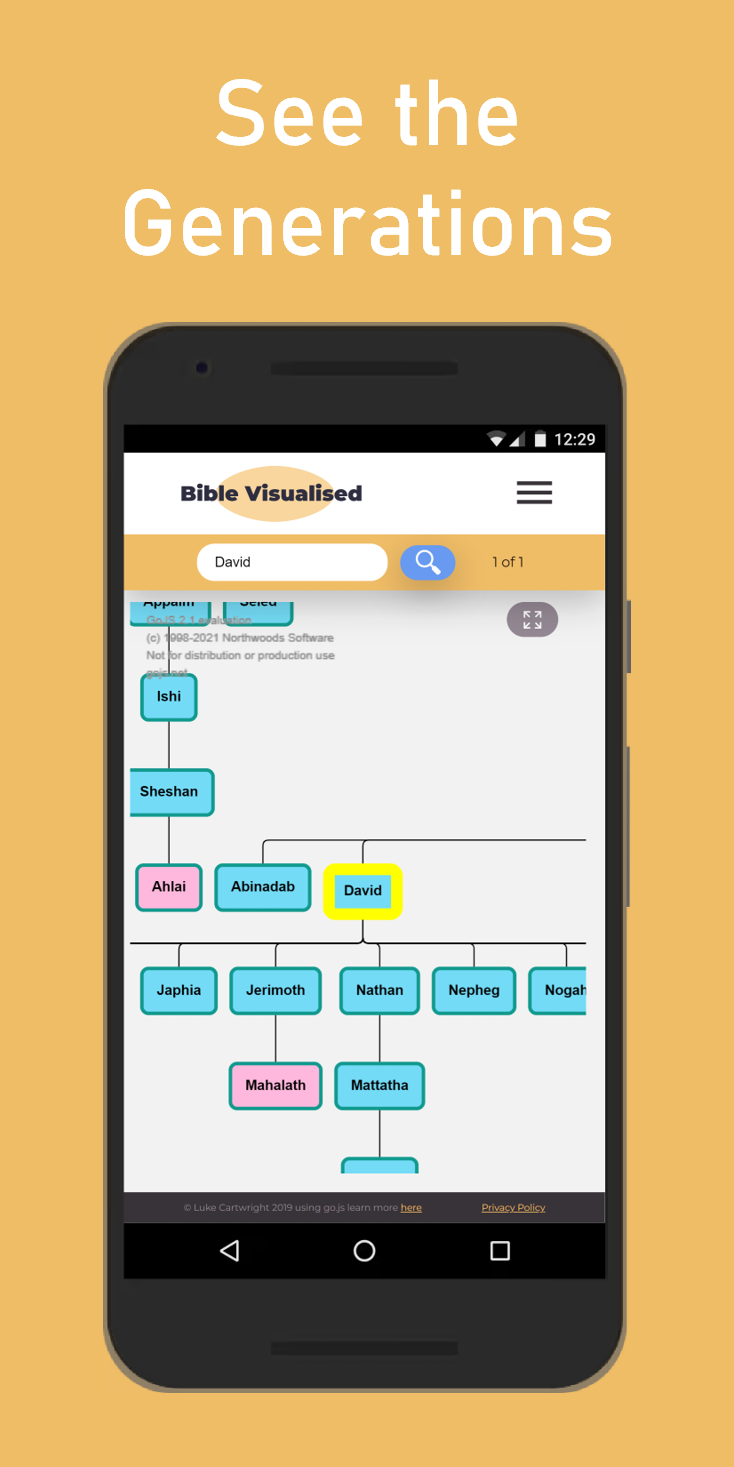 See the
Generations
12:29
Bible Visualised
David
1 of 1
Appaim
Seled
GoJS 2.1 evaluation
(c) 1998-2021 Northwoods Software
Not for distribution or production use
gojs.net
Ishi
Sheshan
Ahlai
Abinadab
David
Japhia
Jerimoth
Nathan
Nepheg
Nogah
Mahalath
Mattatha
© Luke Cartwright 2019 using go.js learn more here
Privacy Policy